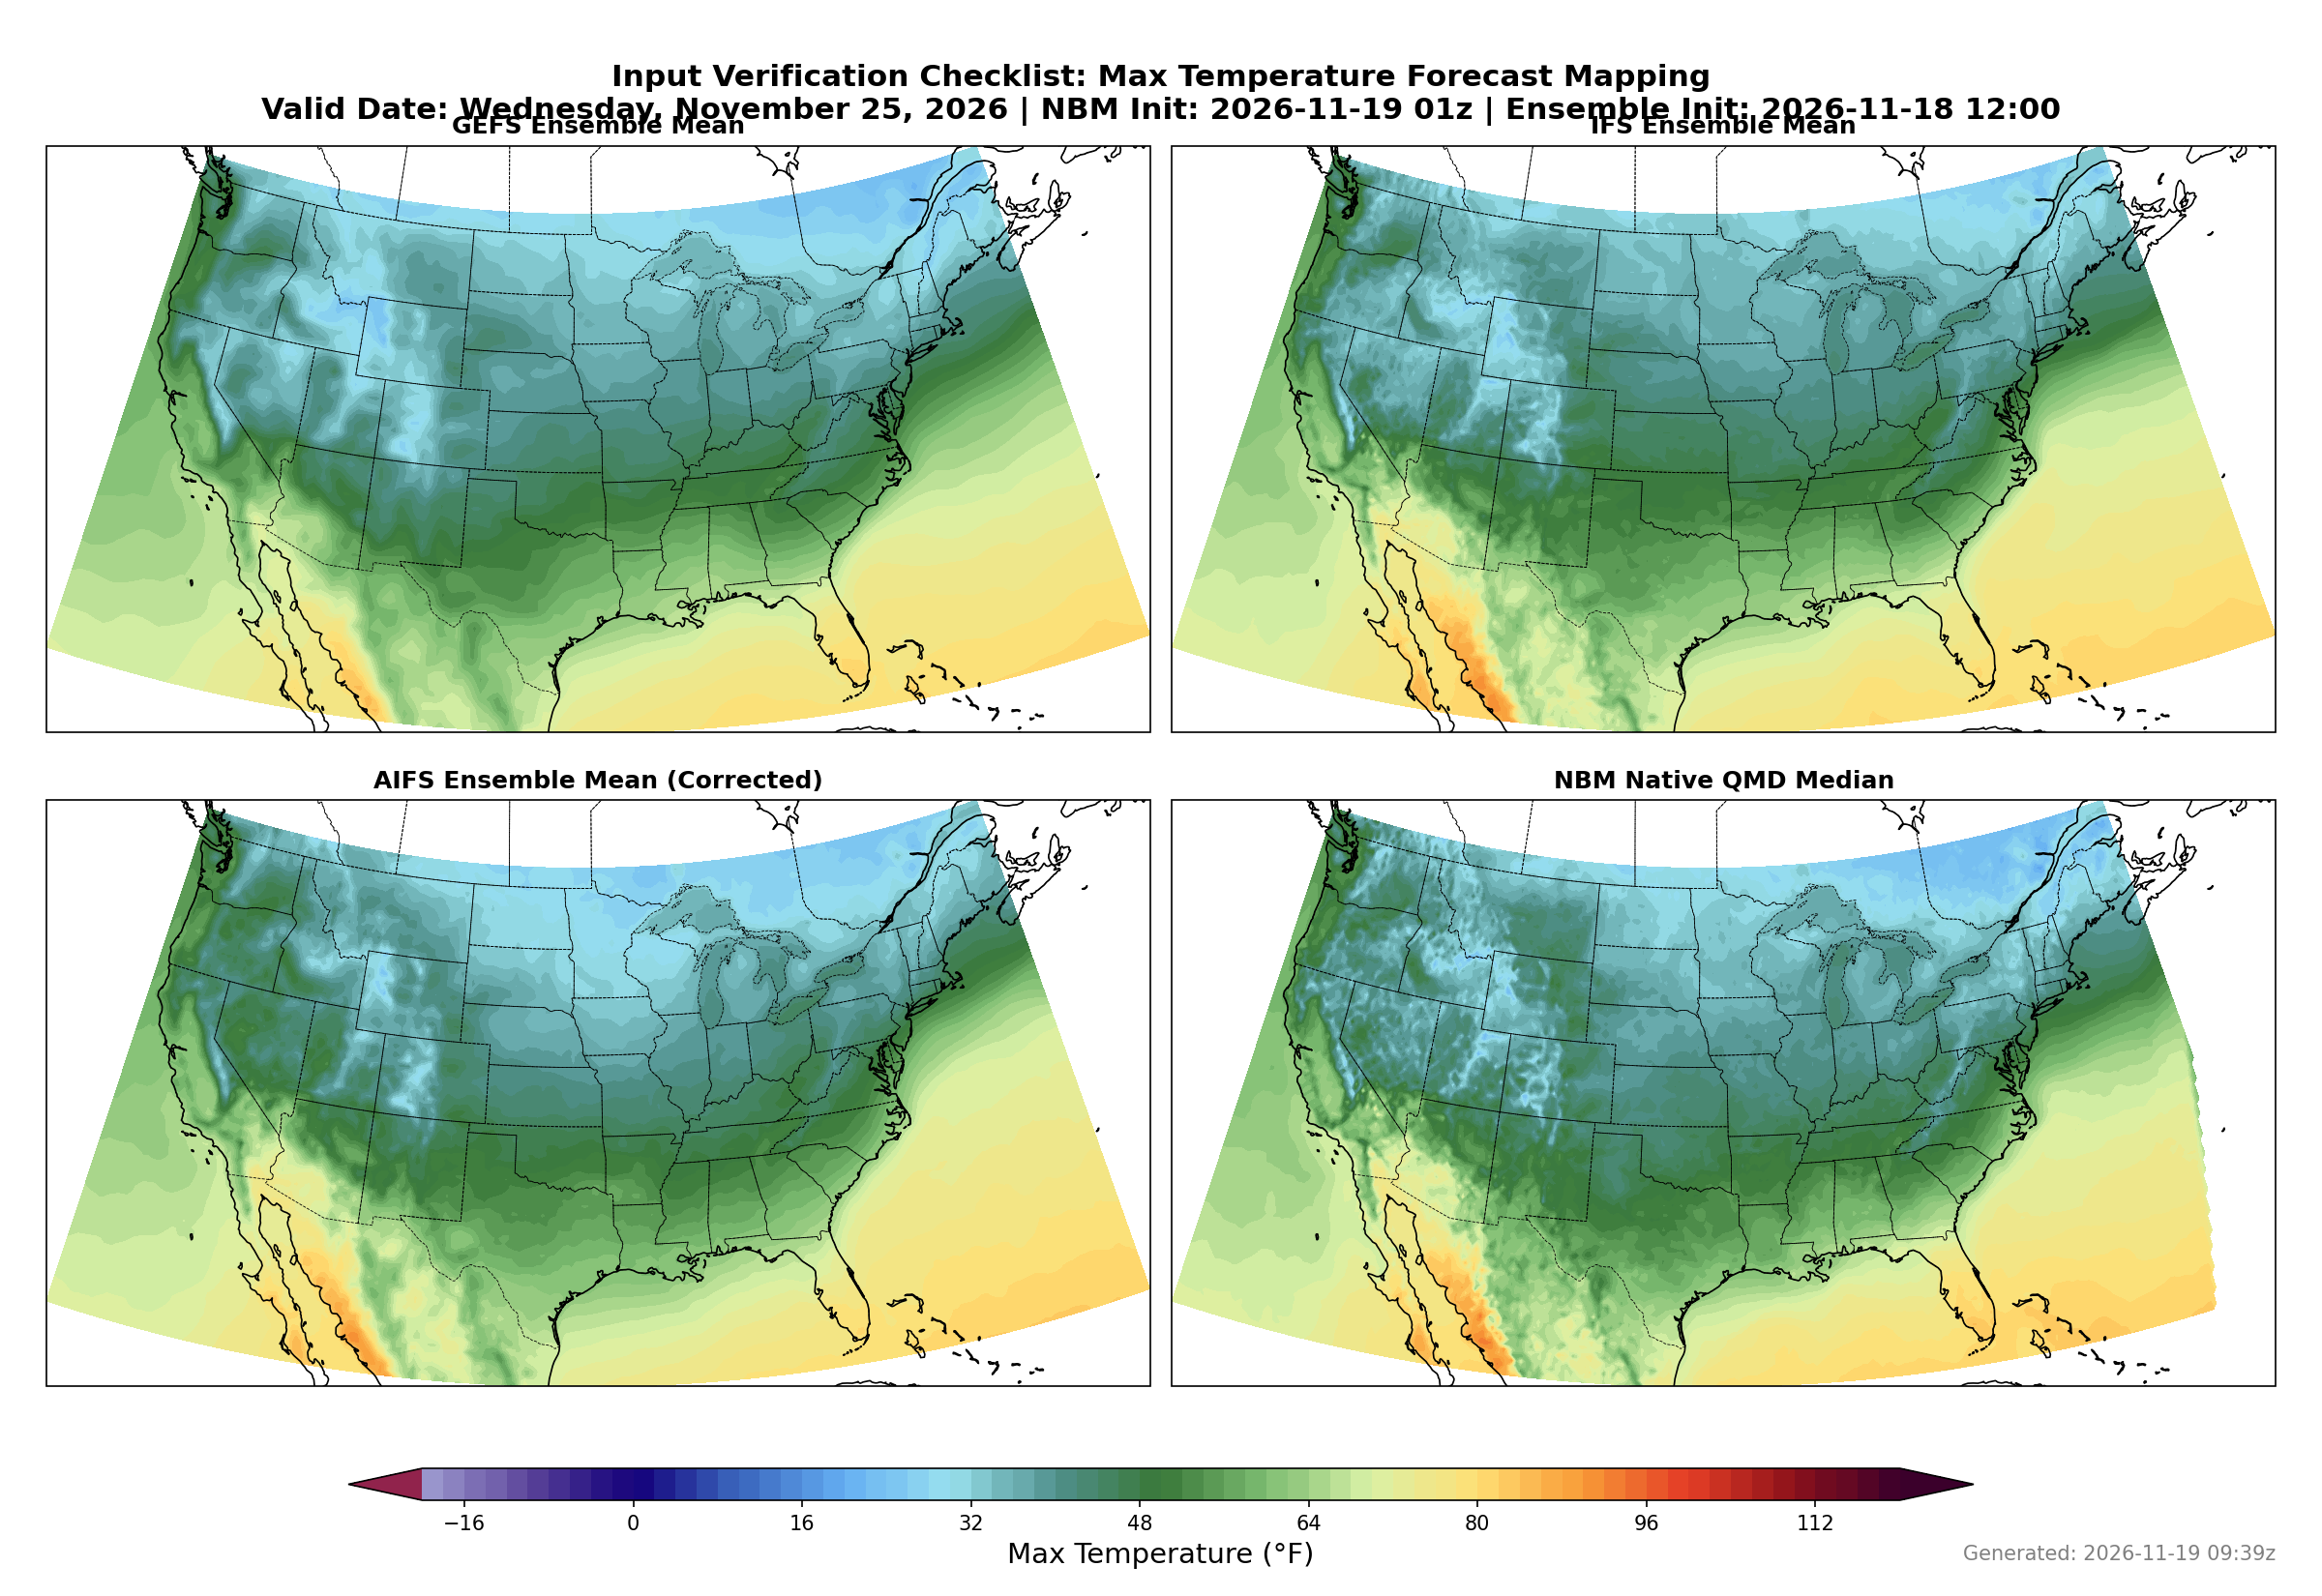 Input Verification Checklist: Max Temperature Forecast Mapping
Valid Date: Wednesday, November 25, 2026 | NBM Init: 2026-11-19 01z | Ensemble Init: 2026-11-18 12:00
GEFS Ensemble Mean
IFS Ensemble Mean
AIFS Ensemble Mean (Corrected)
NBM Native QMD Median
−16 0 16 32 48 64 80 96 112
Max Temperature (°F)
Generated: 2026-11-19 09:39z